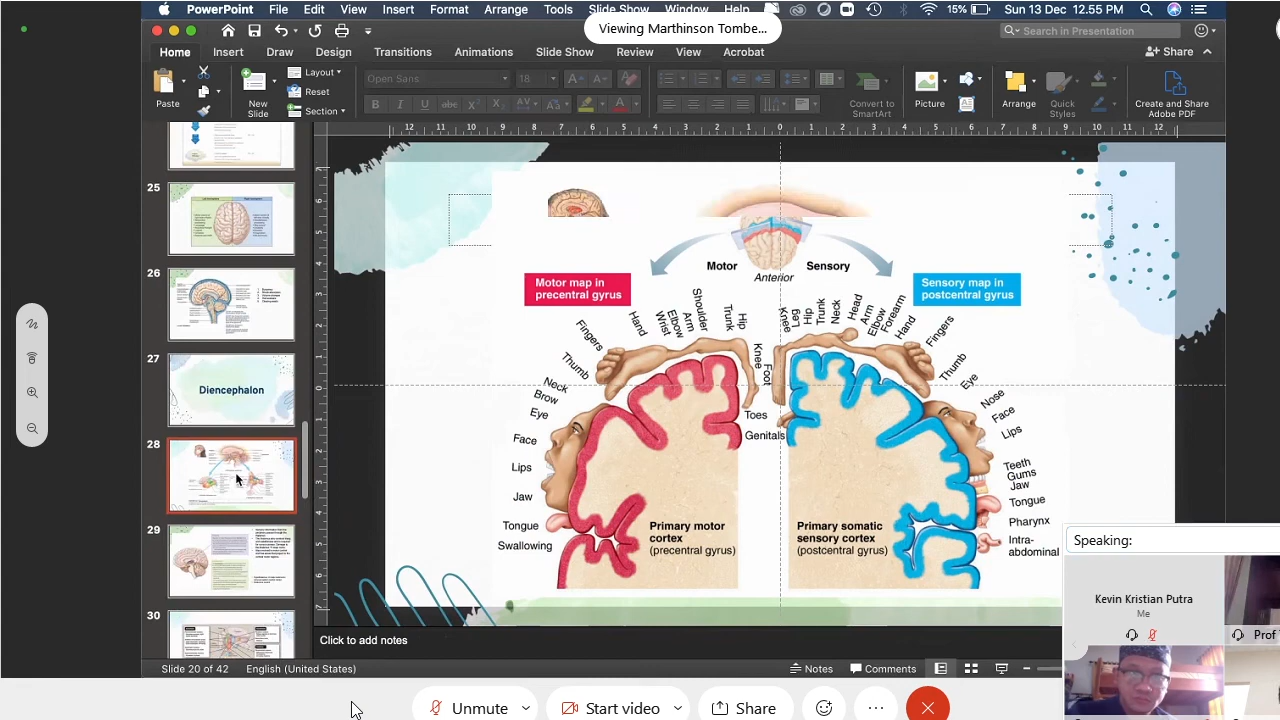 PowerPoint File Edit View Insert Format Arrange Tools Slide Show Window Help 15% Sun 13 Dec 12.55 PM
Viewing Marthinson Tombe...
Search in Presentation
Home Insert Draw Design Transitions Animations Slide Show Review View Acrobat Share
Paste
New
Slide
Layout
Reset
Section
Open Sans 18
Convert to
SmartArt
Picture
Arrange
Quick
Styles
Create and Share
Adobe PDF
25
26
27
Diencephalon
28
29
30
Motor Sensory
Anterior
Motor map in
precentral gyrus
Sensory map in
postcentral gyrus
Fingers
Hand
Wrist
Elbow
Arm
Shoulder
Trunk
Hip
Knee
Leg
Hip
Trunk
Neck
Head
Arm
Elbow
Forearm
Hand
Fingers
Thumb
Neck
Brow
Eye
Face
Lips
Jaw
Tongue
Knee
Foot
Toes
Genitals
Thumb
Eye
Nose
Face
Lips
Teeth
Gums
Jaw
Tongue
Pharynx
Intra-
abdominal
Primary motor
cortex
(precentral gyrus)
Primary somatic
sensory cortex
(postcentral gyrus)
Click to add notes
Slide 20 of 42 English (United States) Notes Comments
Speaking:
Kevin Kristian Putra
Me
Prof
Unmute Start video Share